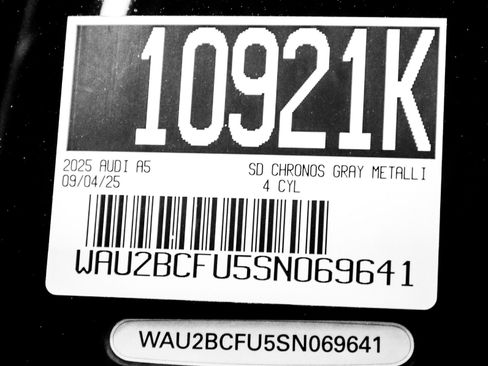 10921K
2025 AUDI A5 SD CHRONOS GRAY METALLI
09/04/25 4 CYL
WAU2BCFU5SN069641
WAU2BCFU5SN069641